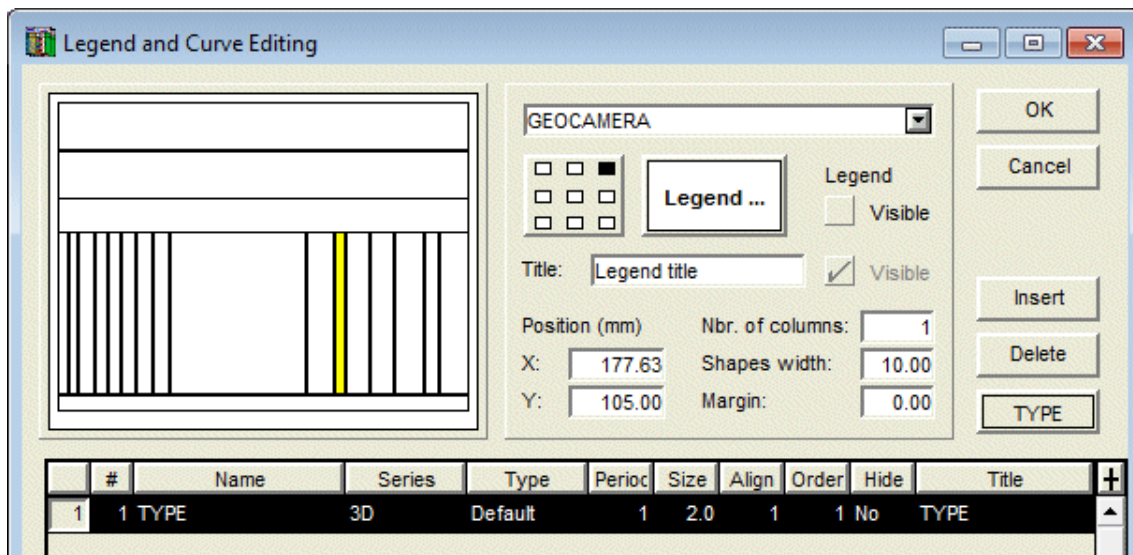 Legend and Curve Editing
GEOCAMERA
OK
Legend ...
Legend
Visible
Cancel
Title: Legend title
Visible
Insert
Position (mm)
Nbr. of columns: 1
X: 177.63
Shapes width: 10.00
Delete
Y: 105.00
Margin: 0.00
TYPE
# Name Series Type Period Size Align Order Hide Title +
1 1 TYPE 3D Default 1 2.0 1 1 No TYPE